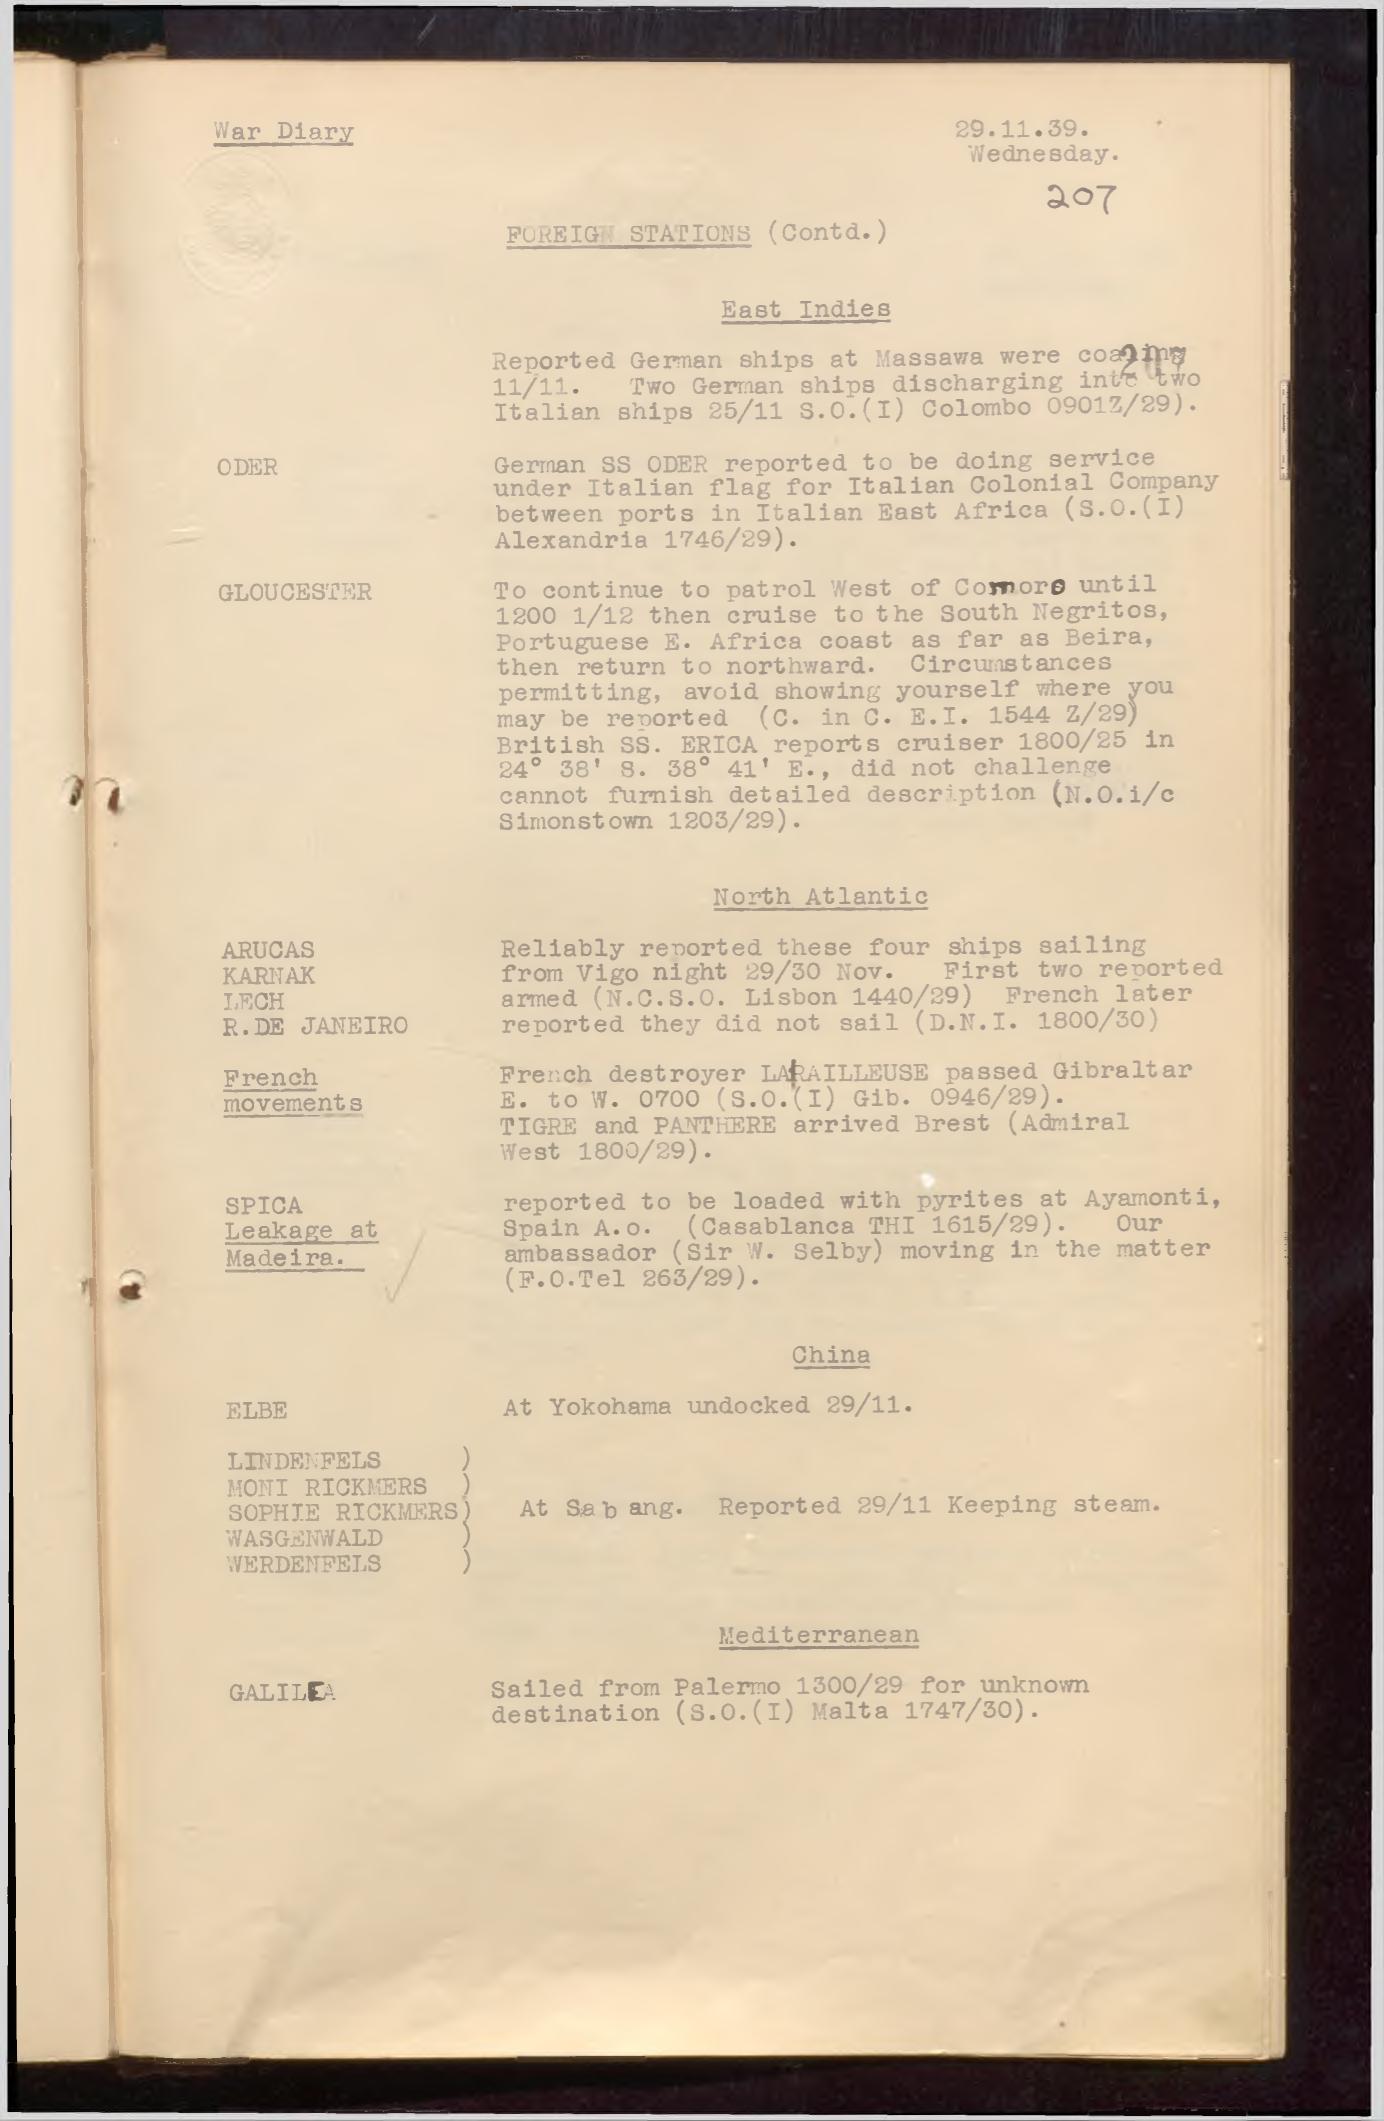 War Diary
29.11.39.
Wednesday.
207
FOREIGN STATIONS (Contd.)
East Indies
Reported German ships at Massawa were coaling
207
11/11. Two German ships discharging into two
Italian ships 25/11 S.O.(I) Colombo 0901Z/29).
ODER
German SS ODER reported to be doing service
under Italian flag for Italian Colonial Company
between ports in Italian East Africa (S.O.(I)
Alexandria 1746/29).
GLOUCESTER
To continue to patrol West of Comoro until
1200 1/12 then cruise to the South Negritos,
Portuguese E. Africa coast as far as Beira,
then return to northward. Circumstances
permitting, avoid showing yourself where you
may be reported (C. in C. E.I. 1544 Z/29)
British SS. ERICA reports cruiser 1800/25 in
24° 38' S. 38° 41' E., did not challenge
cannot furnish detailed description (N.O.i/c
Simonstown 1203/29).
North Atlantic
ARUCAS
KARNAK
LECH
R.DE JANEIRO
Reliably reported these four ships sailing
from Vigo night 29/30 Nov. First two reported
armed (N.C.S.O. Lisbon 1440/29) French later
reported they did not sail (D.N.I. 1800/30)
French
movements
French destroyer LARAILLEUSE passed Gibraltar
E. to W. 0700 (S.O.(I) Gib. 0946/29).
TIGRE and PANTHERE arrived Brest (Admiral
West 1800/29).
SPICA
Leakage at
Madeira.
reported to be loaded with pyrites at Ayamonti,
Spain A.o. (Casablanca THI 1615/29). Our
ambassador (Sir W. Selby) moving in the matter
(F.O.Tel 263/29).
China
ELBE
At Yokohama undocked 29/11.
LINDENFELS )
MONI RICKMERS )
SOPHIE RICKMERS) At Sabang. Reported 29/11 Keeping steam.
WASGENWALD )
WERDENFELS )
Mediterranean
GALILEA
Sailed from Palermo 1300/29 for unknown
destination (S.O.(I) Malta 1747/30).